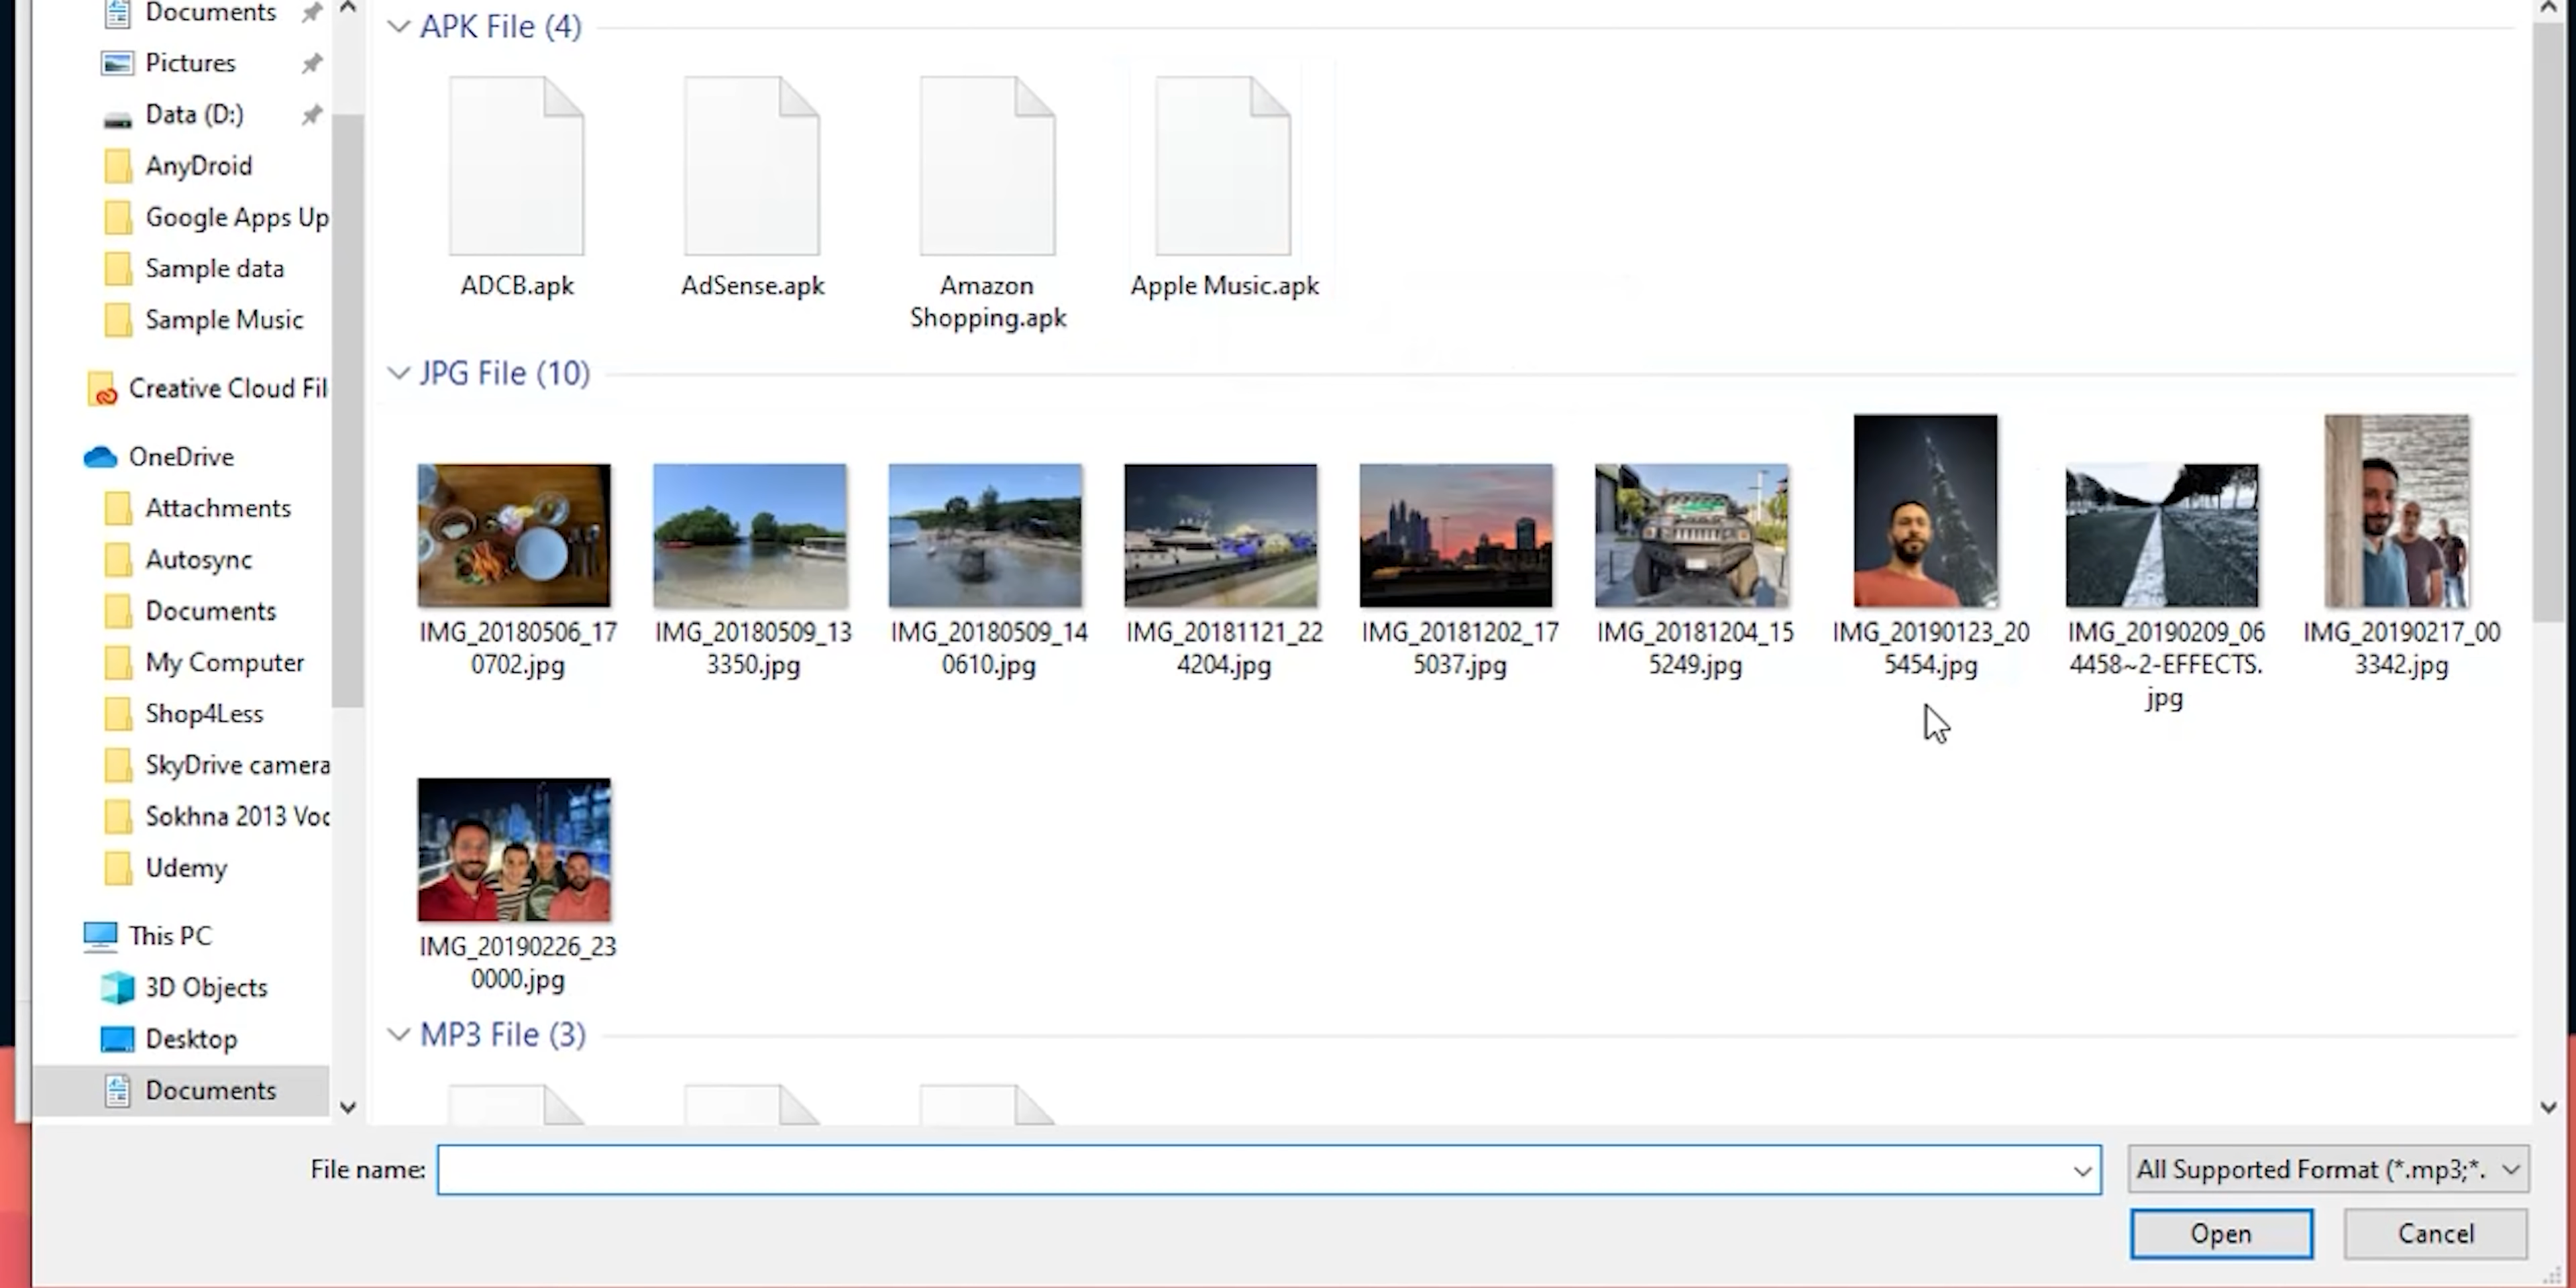 Documents
Pictures
Data (D:)
AnyDroid
Google Apps Up
Sample data
Sample Music
Creative Cloud Fil
OneDrive
Attachments
Autosync
Documents
My Computer
Shop4Less
SkyDrive camera
Sokhna 2013 Voc
Udemy
This PC
3D Objects
Desktop
Documents
APK File (4)
ADCB.apk
AdSense.apk
Amazon
Shopping.apk
Apple Music.apk
JPG File (10)
IMG_20180506_17
0702.jpg
IMG_20180509_13
3350.jpg
IMG_20180509_14
0610.jpg
IMG_20181121_22
4204.jpg
IMG_20181202_17
5037.jpg
IMG_20181204_15
5249.jpg
IMG_20190123_20
5454.jpg
IMG_20190209_06
4458~2-EFFECTS.
jpg
IMG_20190217_00
3342.jpg
IMG_20190226_23
0000.jpg
MP3 File (3)
File name:
All Supported Format (*.mp3;*.
Open
Cancel